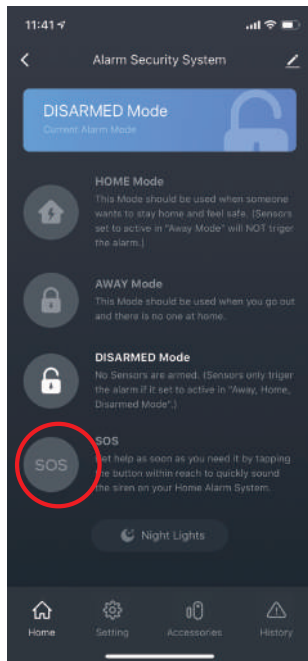 11:41
Alarm Security System
DISARMED Mode
Current Alarm Mode
HOME Mode
This Mode should be used when someone
wants to stay home and feel safe. (Sensors
set to active in "Away Mode" will NOT triger
the alarm.)
AWAY Mode
This Mode should be used when you go out
and there is no one at home.
DISARMED Mode
No Sensors are armed. (Sensors only triger
the alarm if it set to active in "Away, Home,
Disarmed Mode".)
SOS
SOS
Get help as soon as you need it by tapping
the button within reach to quickly sound
the siren on your Home Alarm System.
Night Lights
Home
Setting
Accessories
History